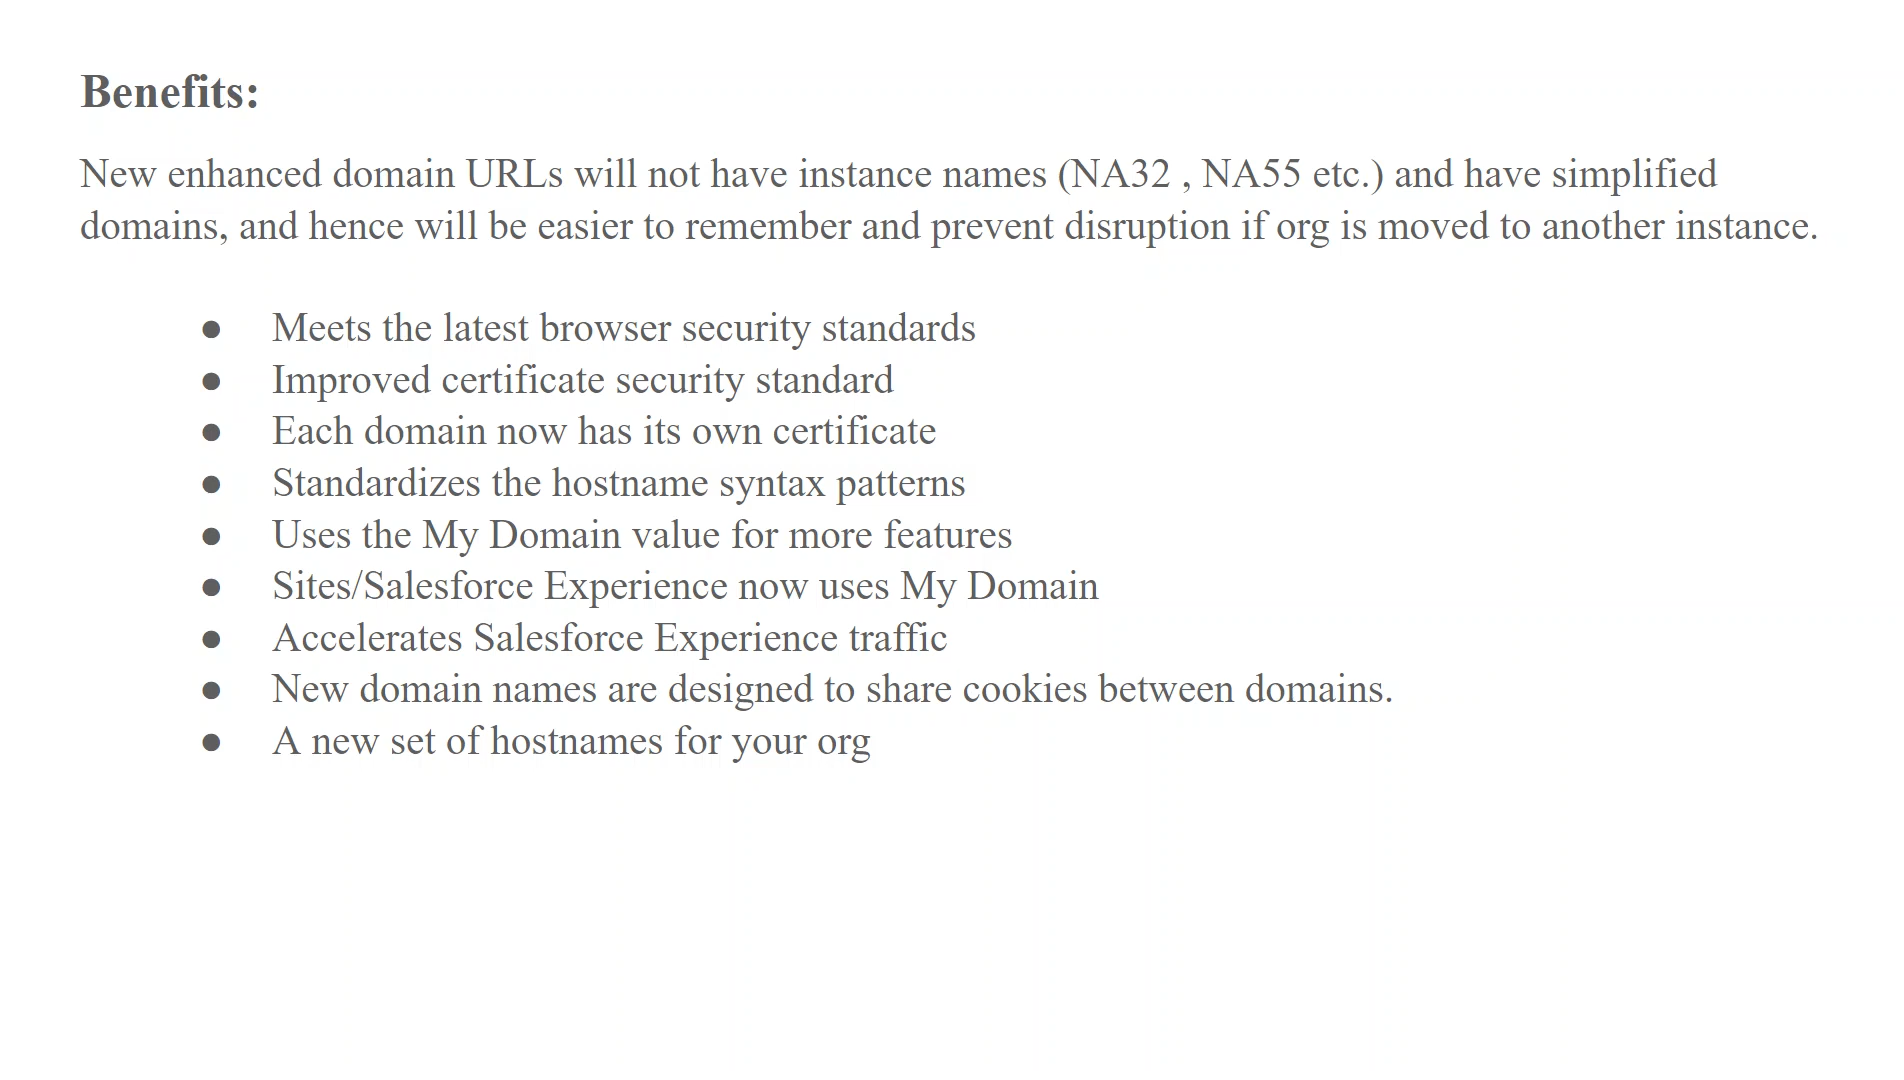 Benefits:
New enhanced domain URLs will not have instance names (NA32 , NA55 etc.) and have simplified
domains, and hence will be easier to remember and prevent disruption if org is moved to another instance.
● Meets the latest browser security standards
● Improved certificate security standard
● Each domain now has its own certificate
● Standardizes the hostname syntax patterns
● Uses the My Domain value for more features
● Sites/Salesforce Experience now uses My Domain
● Accelerates Salesforce Experience traffic
● New domain names are designed to share cookies between domains.
● A new set of hostnames for your org